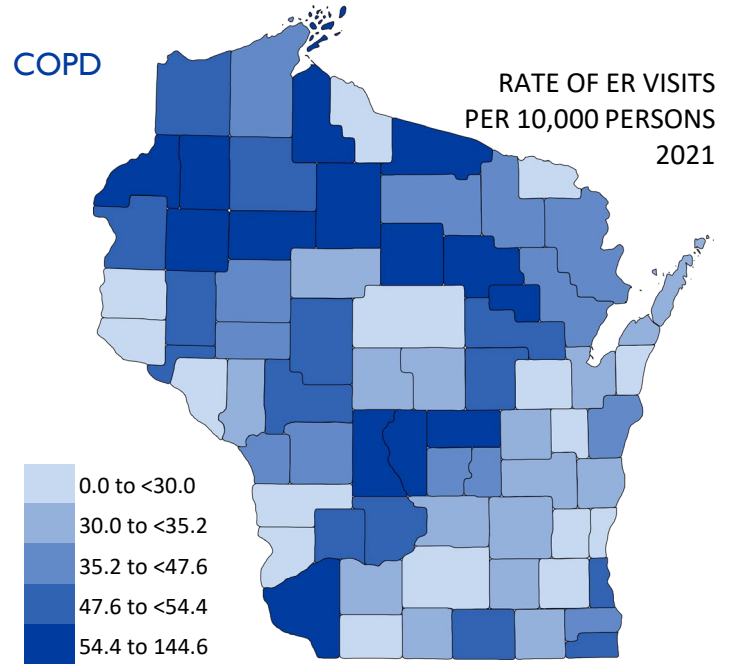 COPD
RATE OF ER VISITS
PER 10,000 PERSONS
2021
0.0 to <30.0
30.0 to <35.2
35.2 to <47.6
47.6 to <54.4
54.4 to 144.6